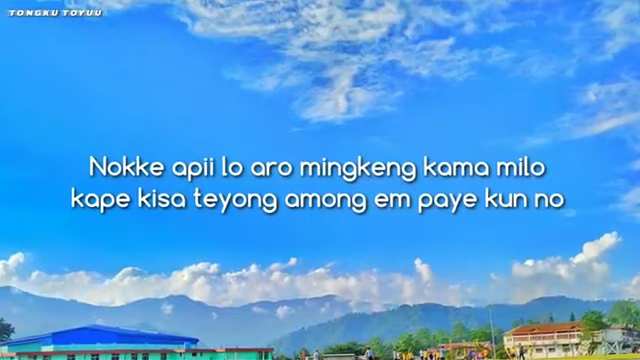 TONGKU TOYUU
Nokke apii lo aro mingkeng kama milo
kape kisa teyong among em paye kun no